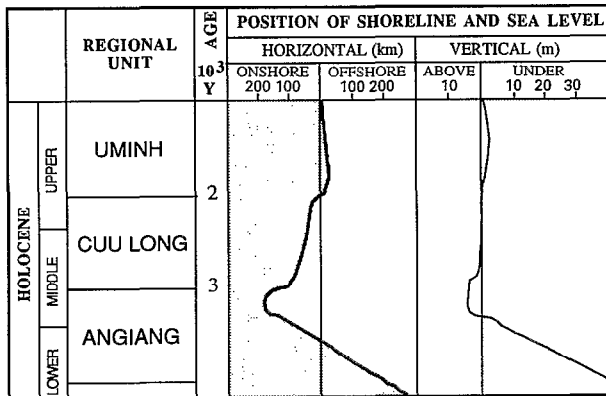 POSITION OF SHORELINE AND SEA LEVEL
REGIONAL
UNIT
AGE
10³
Y
HORIZONTAL (km)
VERTICAL (m)
ONSHORE
OFFSHORE
ABOVE
UNDER
200 100
100 200
10
10 20 30
HOLOCENE
UPPER
MIDDLE
LOWER
UMINH
2
CUU LONG
3
ANGIANG